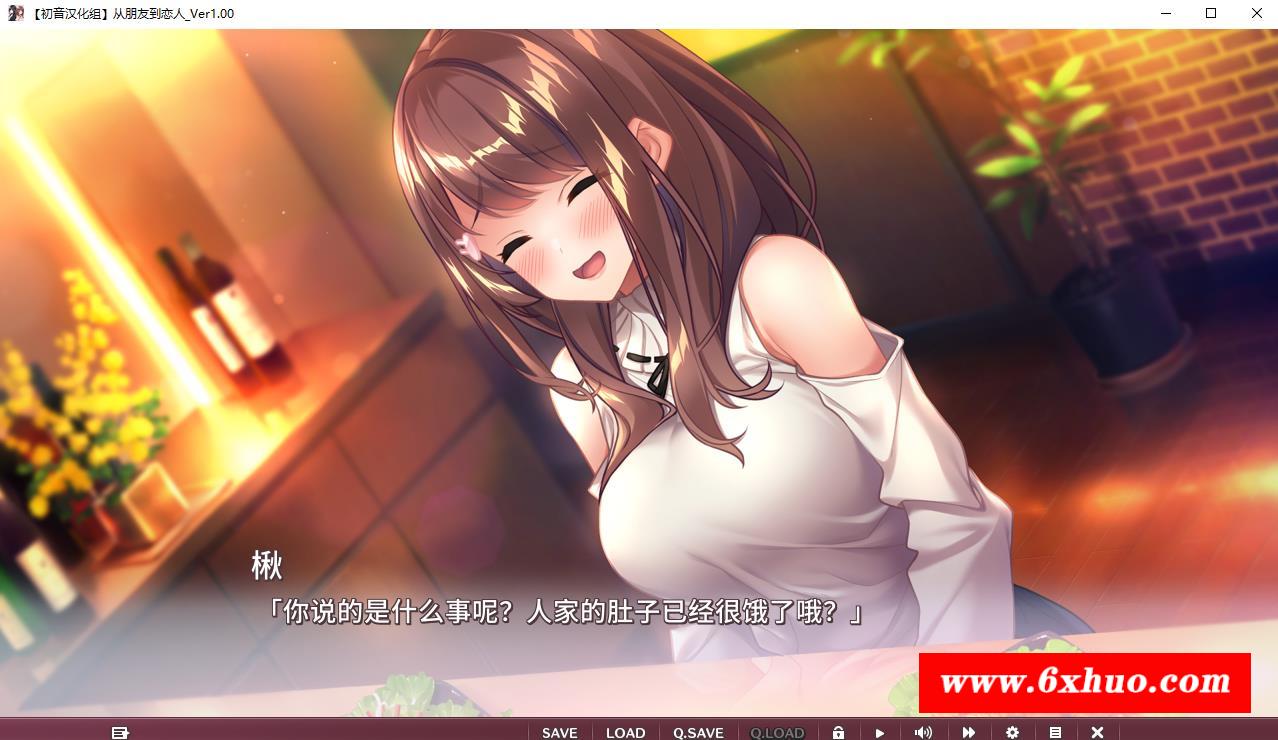 【初音汉化组】从朋友到恋人_Ver1.00
楸
「你说的是什么事呢？人家的肚子已经很饿了哦？」
www.6xhuo.com
SAVE LOAD Q.SAVE Q.LOAD